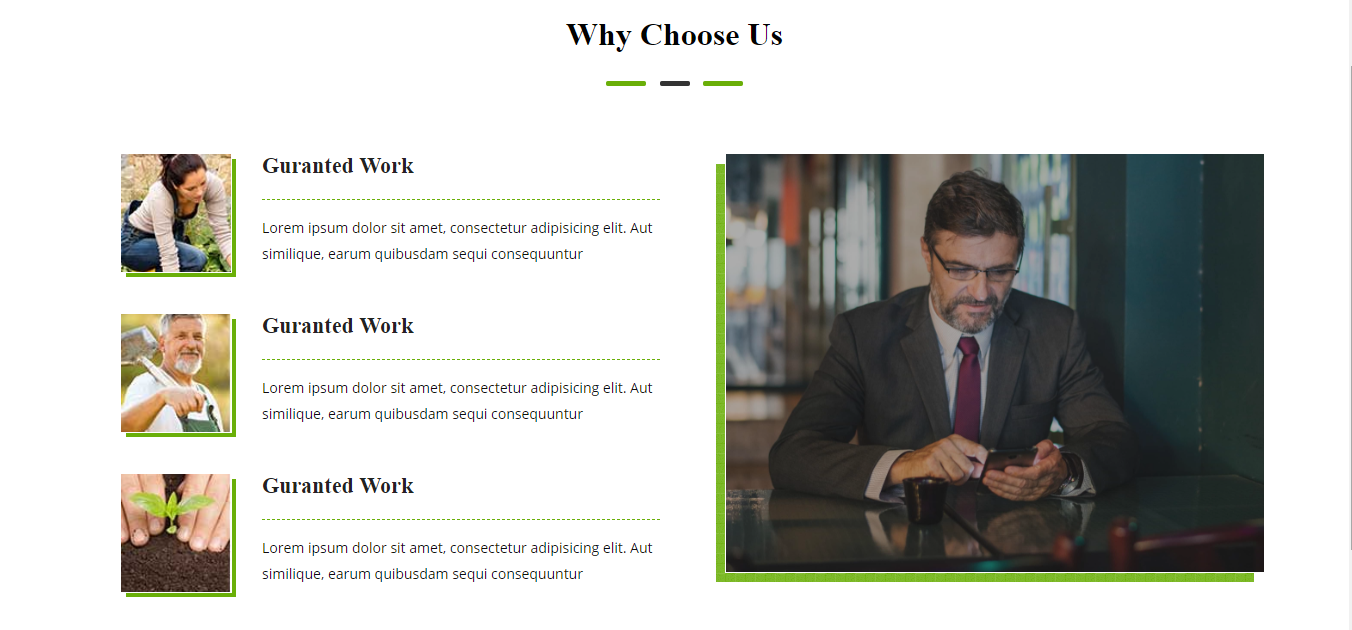 Why Choose Us
Guranted Work
Lorem ipsum dolor sit amet, consectetur adipisicing elit. Aut
similique, earum quibusdam sequi consequuntur
Guranted Work
Lorem ipsum dolor sit amet, consectetur adipisicing elit. Aut
similique, earum quibusdam sequi consequuntur
Guranted Work
Lorem ipsum dolor sit amet, consectetur adipisicing elit. Aut
similique, earum quibusdam sequi consequuntur